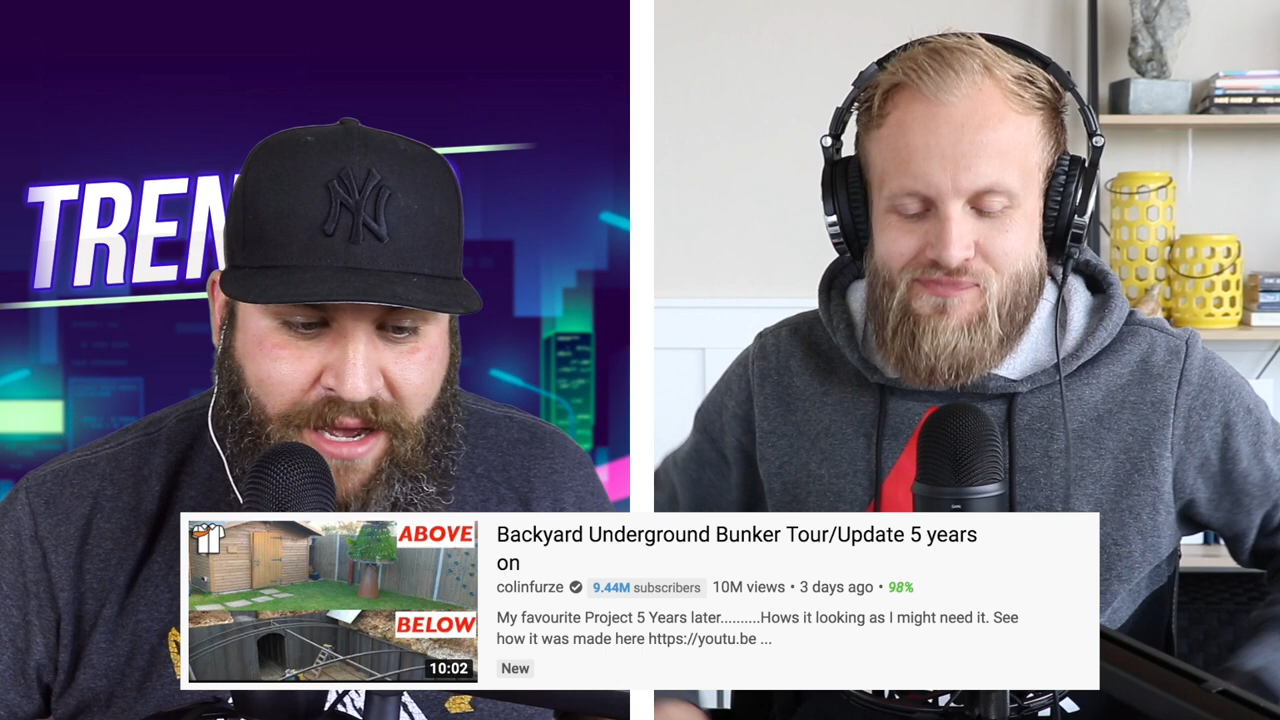 TREN
NY
ABOVE
BELOW
10:02
Backyard Underground Bunker Tour/Update 5 years
on
colinfurze 9.44M subscribers 10M views • 3 days ago • 98%
My favourite Project 5 Years later..........Hows it looking as I might need it. See
how it was made here https://youtu.be ...
New